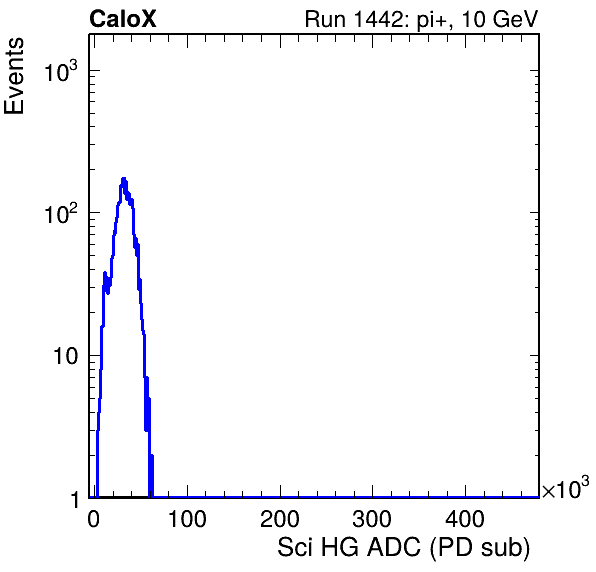 CaloX Run 1442: pi+, 10 GeV
Events
10³
10²
10
1
0 100 200 300 400 ×10³
Sci HG ADC (PD sub)